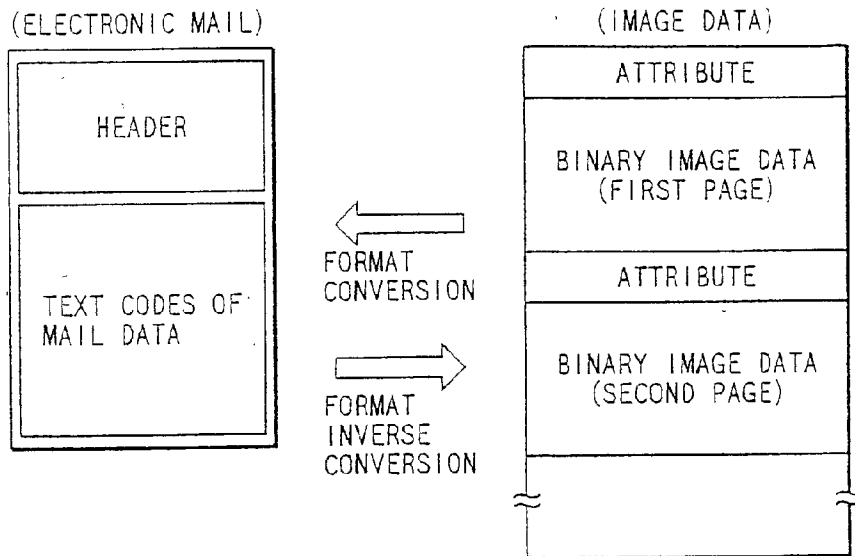 (ELECTRONIC MAIL)
HEADER
TEXT CODES OF
MAIL DATA
FORMAT
CONVERSION
FORMAT
INVERSE
CONVERSION
(IMAGE DATA)
ATTRIBUTE
BINARY IMAGE DATA
(FIRST PAGE)
ATTRIBUTE
BINARY IMAGE DATA
(SECOND PAGE)